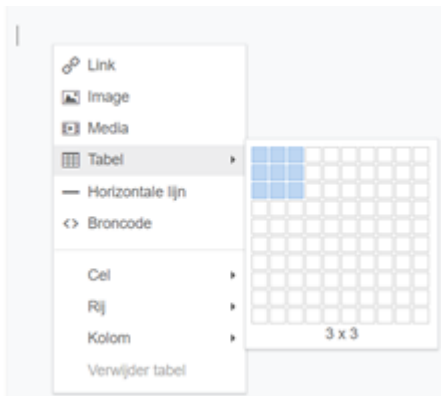 Link
Image
Media
Tabel
Horizontale lijn
Broncode
Cel
Rij
Kolom
Verwijder tabel
3 x 3